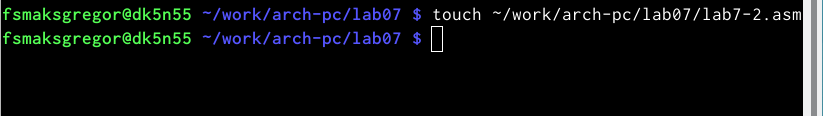 fsmaksgregor@dk5n55 ~/work/arch-pc/lab07 $ touch ~/work/arch-pc/lab07/lab7-2.asm
fsmaksgregor@dk5n55 ~/work/arch-pc/lab07 $